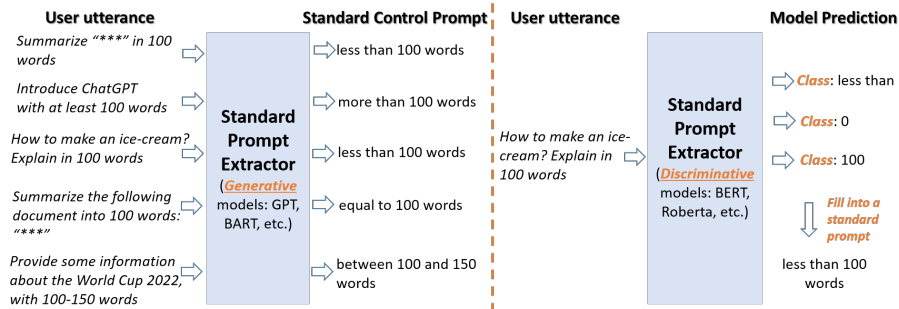 User utterance
Standard Control Prompt
Summarize “***” in 100
words
less than 100 words
Introduce ChatGPT
with at least 100 words
more than 100 words
How to make an ice-cream?
Explain in 100 words
less than 100 words
Summarize the following
document into 100 words:
“***”
equal to 100 words
Provide some information
about the World Cup 2022,
with 100-150 words
between 100 and 150
words
Standard
Prompt
Extractor
(Generative
models: GPT,
BART, etc.)
User utterance
Model Prediction
How to make an ice-
cream? Explain in
100 words
Standard
Prompt
Extractor
(Discriminative
models: BERT,
Roberta, etc.)
Class: less than
Class: 0
Class: 100
Fill into a
standard
prompt
less than 100
words